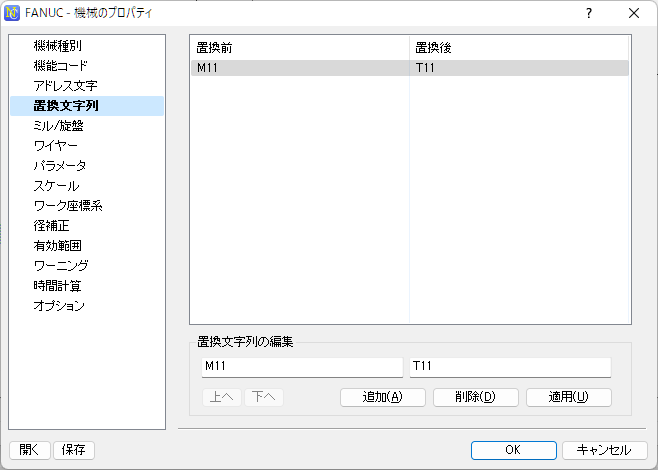 FANUC - 機械のプロパティ
機械種別
機能コード
アドレス文字
置換文字列
ミル/旋盤
ワイヤー
パラメータ
スケール
ワーク座標系
径補正
有効範囲
ワーニング
時間計算
オプション
置換前 置換後
M11 T11
置換文字列の編集
M11 T11
上へ 下へ 追加(A) 削除(D) 適用(U)
開く 保存 OK キャンセル